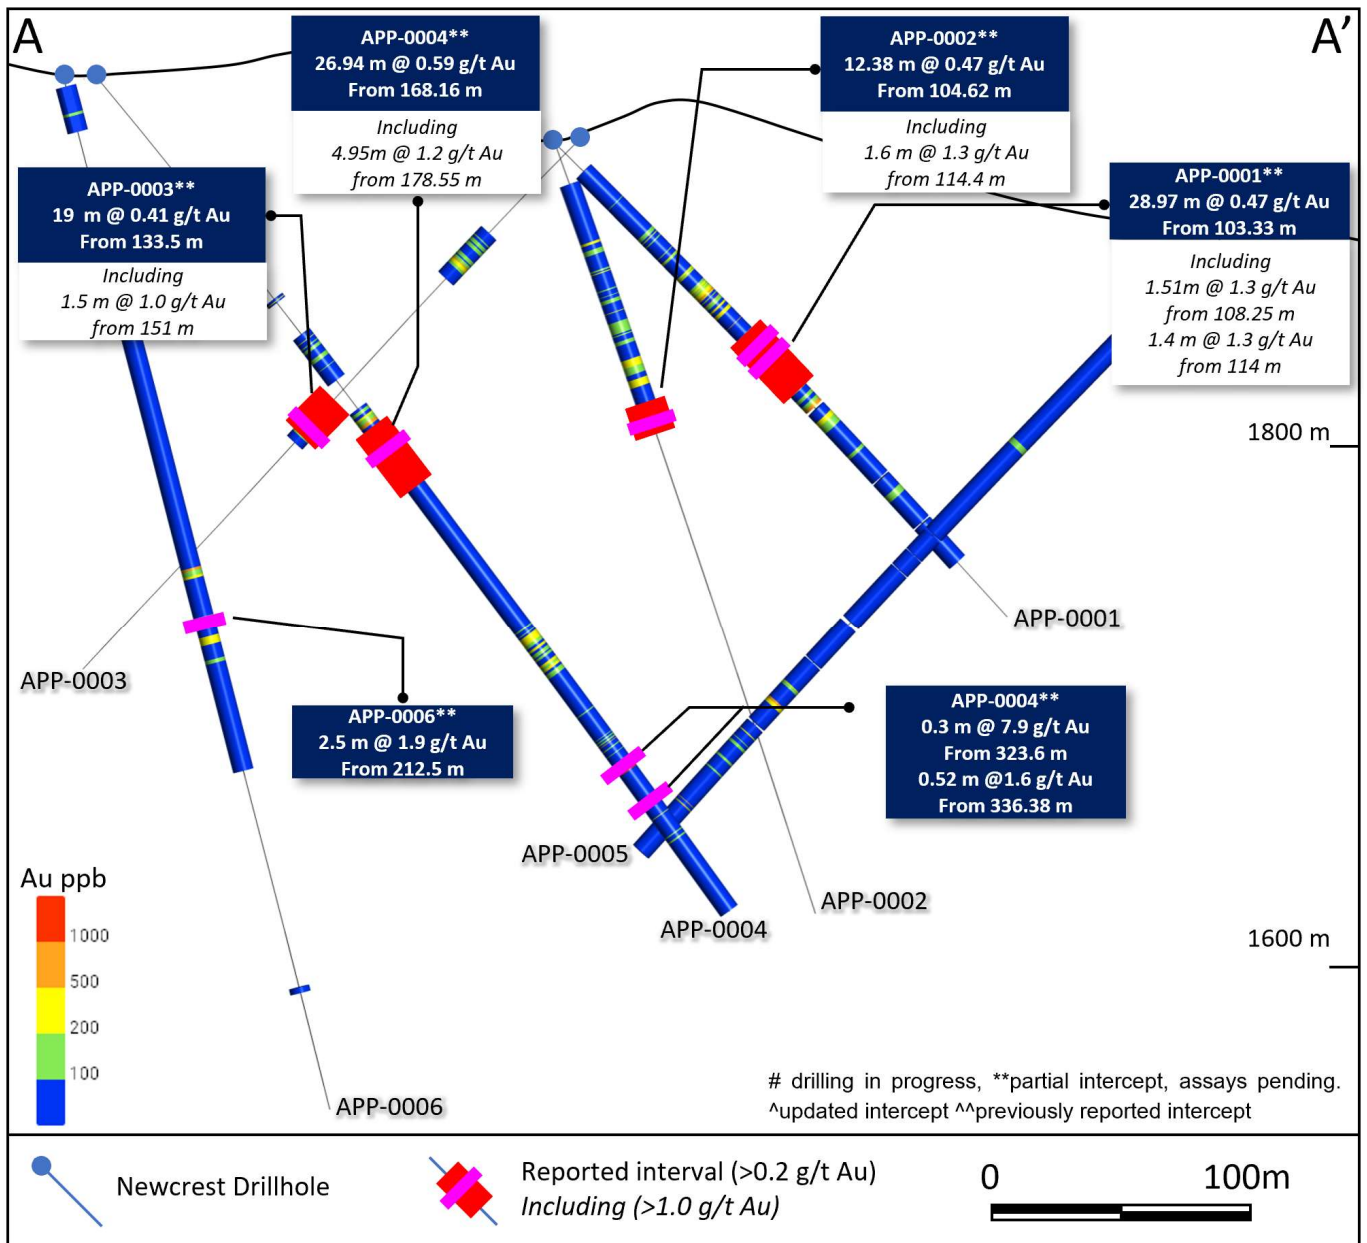 A
A’
APP-0004**
26.94 m @ 0.59 g/t Au
From 168.16 m
Including
4.95m @ 1.2 g/t Au
from 178.55 m
APP-0002**
12.38 m @ 0.47 g/t Au
From 104.62 m
Including
1.6 m @ 1.3 g/t Au
from 114.4 m
APP-0003**
19 m @ 0.41 g/t Au
From 133.5 m
Including
1.5 m @ 1.0 g/t Au
from 151 m
APP-0001**
28.97 m @ 0.47 g/t Au
From 103.33 m
Including
1.51m @ 1.3 g/t Au
from 108.25 m
1.4 m @ 1.3 g/t Au
from 114 m
1800 m
APP-0001
APP-0003
APP-0006**
2.5 m @ 1.9 g/t Au
From 212.5 m
APP-0004**
0.3 m @ 7.9 g/t Au
From 323.6 m
0.52 m @1.6 g/t Au
From 336.38 m
APP-0005
APP-0002
APP-0004
1600 m
Au ppb
1000
500
200
100
APP-0006
# drilling in progress, **partial intercept, assays pending.
^updated intercept ^^previously reported intercept
Newcrest Drillhole
Reported interval (>0.2 g/t Au)
Including (>1.0 g/t Au)
0 100m